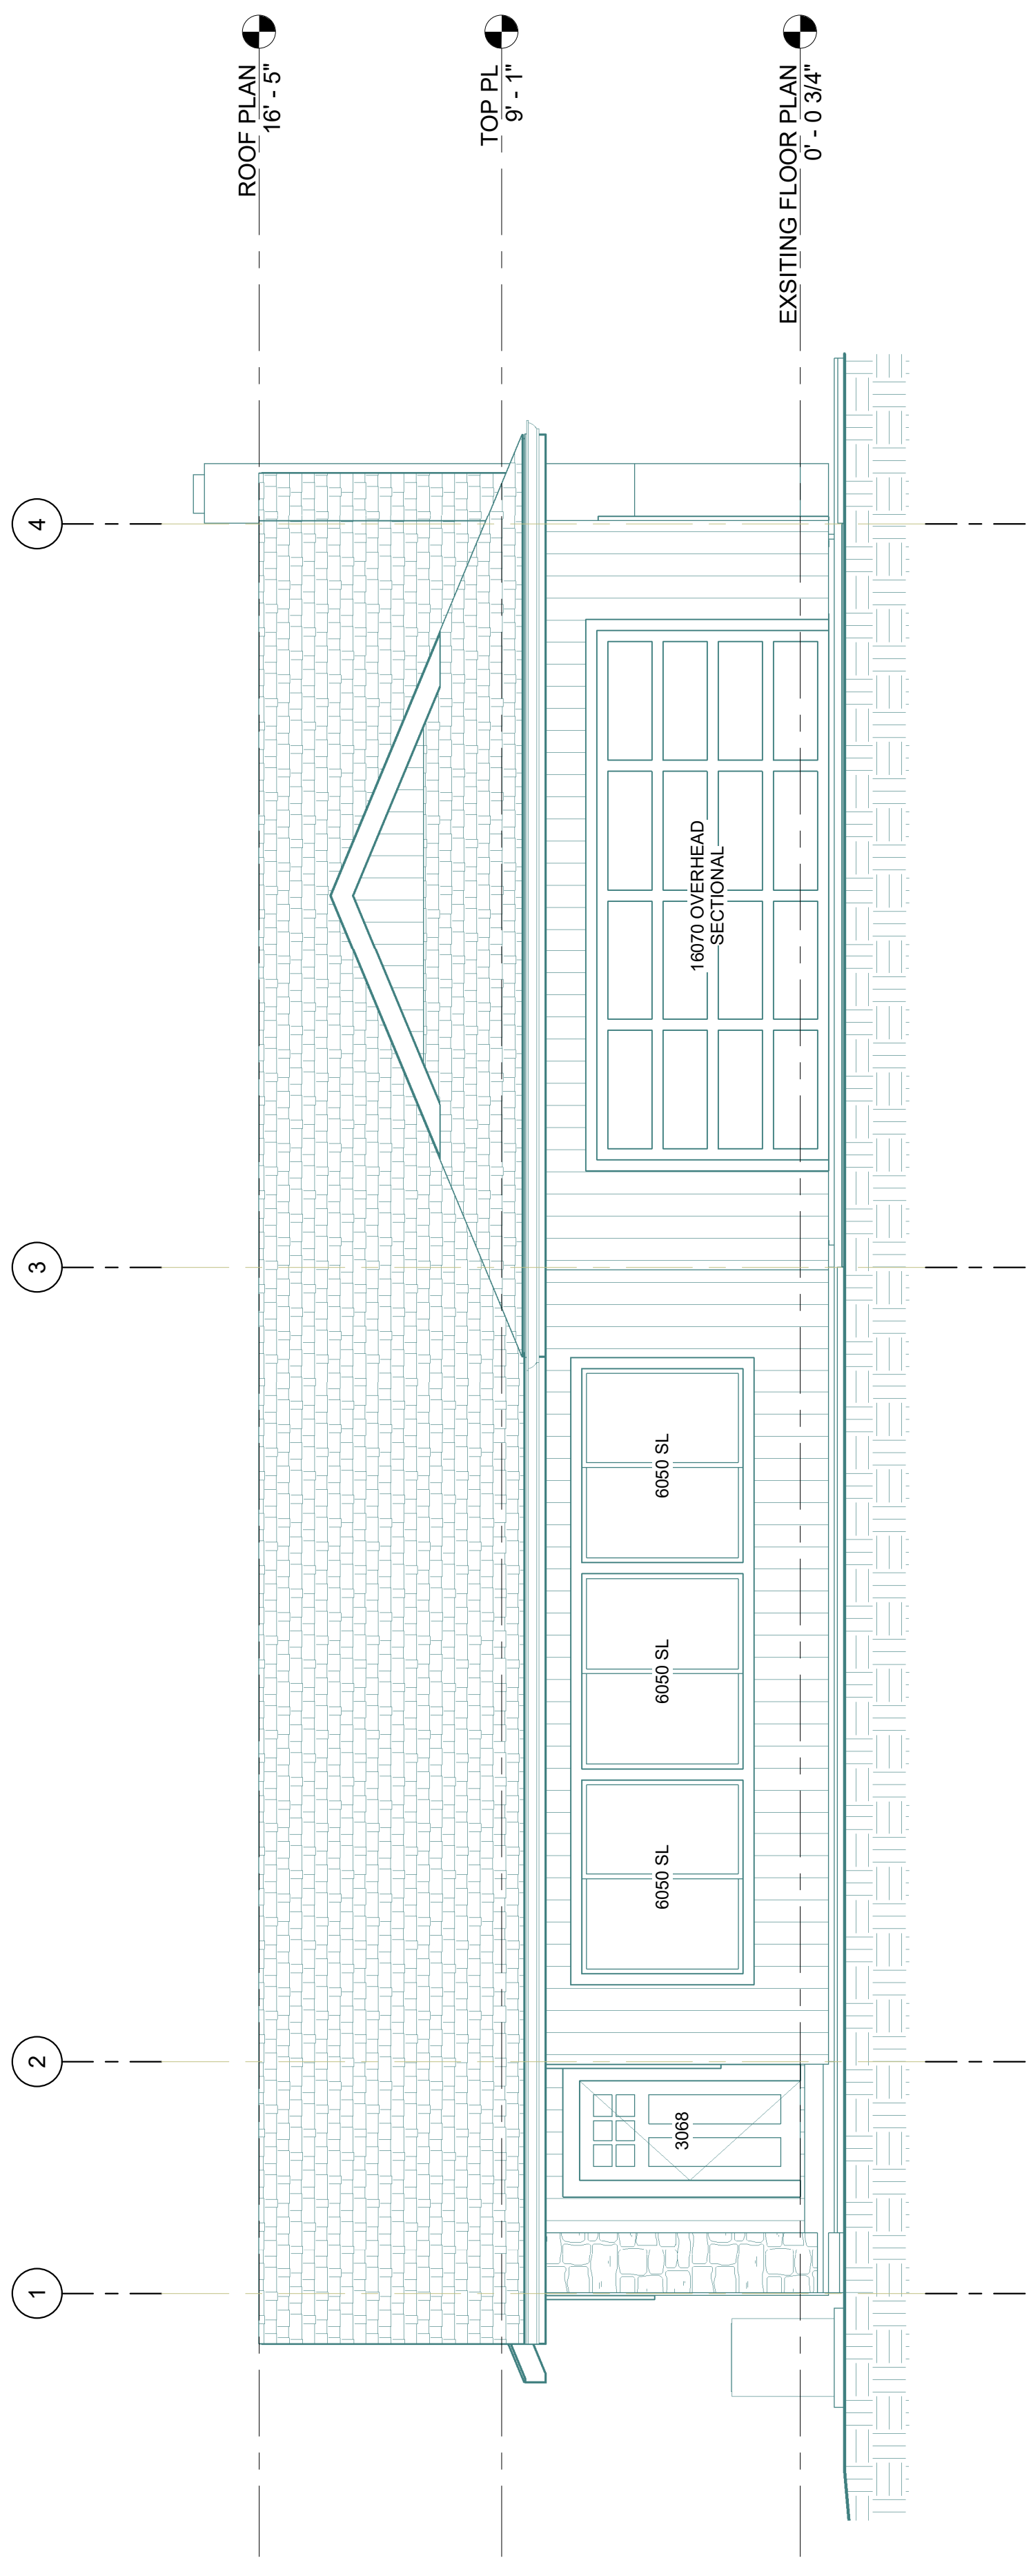 1
2
3
4
ROOF PLAN
16' - 5"
TOP PL
9' - 1"
EXSITING FLOOR PLAN
0' - 0 3/4"
3068
6050 SL
6050 SL
6050 SL
16070 OVERHEAD
SECTIONAL